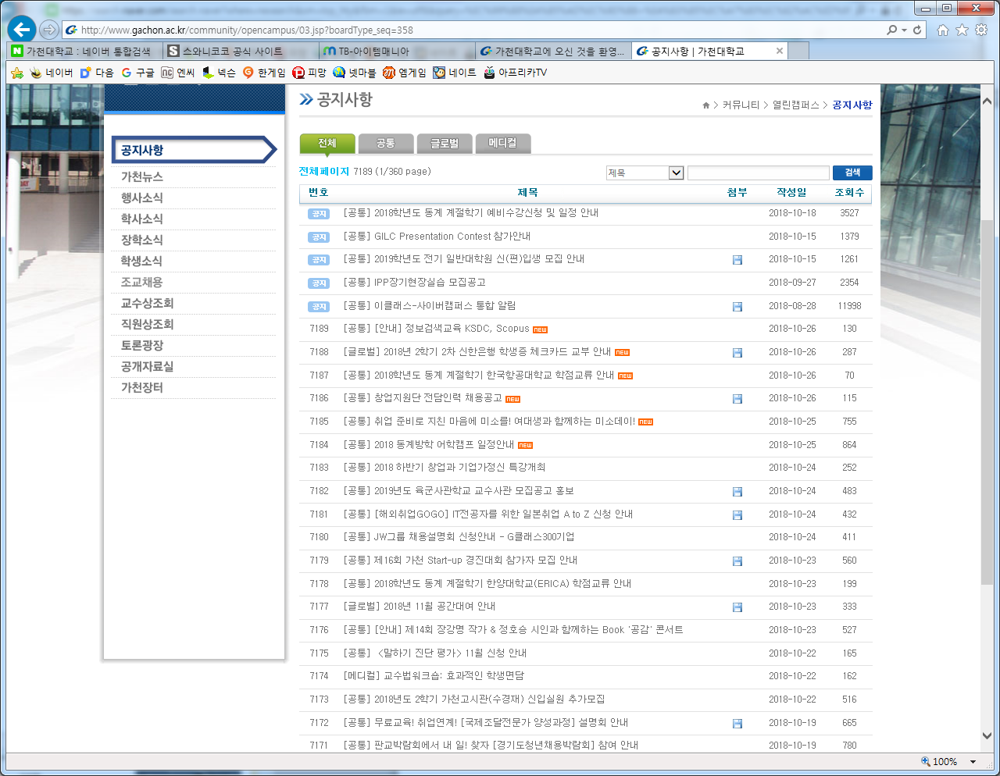 http://www.gachon.ac.kr/community/opencampus/03.jsp?boardType_seq=358
가천대학교 : 네이버 통합검색
스와니코코 공식 사이트
TB-아이템매니아
가천대학교에 오신 것을 환영...
공지사항 | 가천대학교
네이버 다음 구글 엔씨 넥슨 한게임 피망 넷마블 엠게임 네이트 아프리카TV
공지사항
> 커뮤니티 > 열린캠퍼스 > 공지사항
공지사항
가천뉴스
행사소식
학사소식
장학소식
학생소식
조교채용
교수상조회
직원상조회
토론광장
공개자료실
가천장터
전체 공통 글로벌 메디컬
전체페이지 7189 (1/360 page) 제목 검색
번호 제목 첨부 작성일 조회수
공지 [공통] 2018학년도 동계 계절학기 예비수강신청 및 일정 안내 2018-10-18 3527
공지 [공통] GILC Presentation Contest 참가안내 2018-10-15 1379
공지 [공통] 2019학년도 전기 일반대학원 신(편)입생 모집 안내 2018-10-15 1261
공지 [공통] IPP장기현장실습 모집공고 2018-09-27 2354
공지 [공통] 이클래스-사이버캠퍼스 통합 알림 2018-08-28 11998
7189 [공통] [안내] 정보검색교육 KSDC, Scopus NEW 2018-10-26 130
7188 [글로벌] 2018년 2학기 2차 신한은행 학생증 체크카드 교부 안내 NEW 2018-10-26 287
7187 [공통] 2018학년도 동계 계절학기 한국항공대학교 학점교류 안내 NEW 2018-10-26 70
7186 [공통] 창업지원단 전담인력 채용공고 NEW 2018-10-26 115
7185 [공통] 취업 준비로 지친 마음에 미소를! 여대생과 함께하는 미소데이! NEW 2018-10-25 755
7184 [공통] 2018 동계방학 어학캠프 일정안내 NEW 2018-10-25 864
7183 [공통] 2018 하반기 창업과 기업가정신 특강개최 2018-10-24 252
7182 [공통] 2019년도 육군사관학교 교수사관 모집공고 홍보 2018-10-24 483
7181 [공통] [해외취업GOGO] IT전공자를 위한 일본취업 A to Z 신청 안내 2018-10-24 432
7180 [공통] JW그룹 채용설명회 신청안내 - G클래스300기업 2018-10-24 411
7179 [공통] 제16회 가천 Start-up 경진대회 참가자 모집 안내 2018-10-23 560
7178 [공통] 2018학년도 동계 계절학기 한양대학교(ERICA) 학점교류 안내 2018-10-23 199
7177 [글로벌] 2018년 11월 공간대여 안내 2018-10-23 333
7176 [공통] [안내] 제14회 장강명 작가 & 정호승 시인과 함께하는 Book '공감' 콘서트 2018-10-23 527
7175 [공통] <말하기 진단 평가> 11월 신청 안내 2018-10-22 165
7174 [메디컬] 교수법워크숍: 효과적인 학생면담 2018-10-22 162
7173 [공통] 2018년도 2학기 가천고시관(수경재) 신입실원 추가모집 2018-10-22 516
7172 [공통] 무료교육! 취업연계! [국제조달전문가 양성과정] 설명회 안내 2018-10-19 665
7171 [공통] 판교박람회에서 내 일! 찾자 [경기도청년채용박람회] 참여 안내 2018-10-19 780
100%